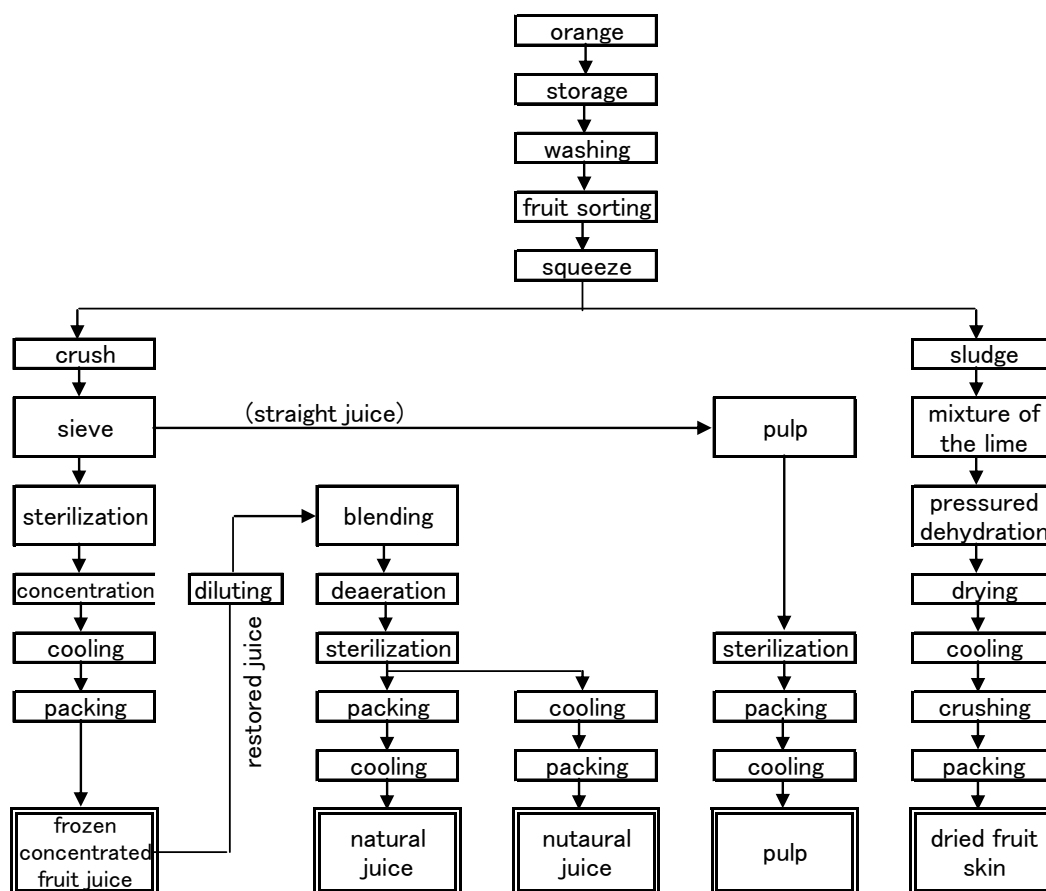 orange
storage
washing
fruit sorting
squeeze
crush
sludge
sieve
(straight juice)
pulp
mixture of
the lime
sterilization
blending
pressured
dehydration
concentration
diluting
deaeration
drying
cooling
restored juice
sterilization
sterilization
cooling
packing
packing
cooling
packing
crushing
cooling
packing
cooling
packing
frozen
concentrated
fruit juice
natural
juice
nutaural
juice
pulp
dried fruit
skin